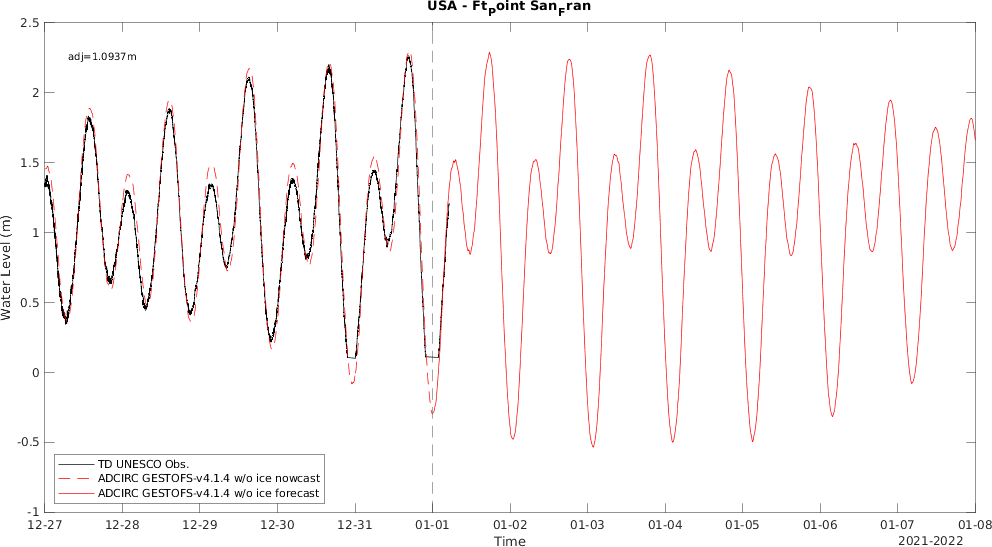 USA - Ft_Point San_Fran
adj=1.0937m
2.5
2
1.5
1
0.5
0
-0.5
-1
Water Level (m)
TD UNESCO Obs.
ADCIRC GESTOFS-v4.1.4 w/o ice nowcast
ADCIRC GESTOFS-v4.1.4 w/o ice forecast
12-27 12-28 12-29 12-30 12-31 01-01 01-02 01-03 01-04 01-05 01-06 01-07 01-08
Time
2021-2022